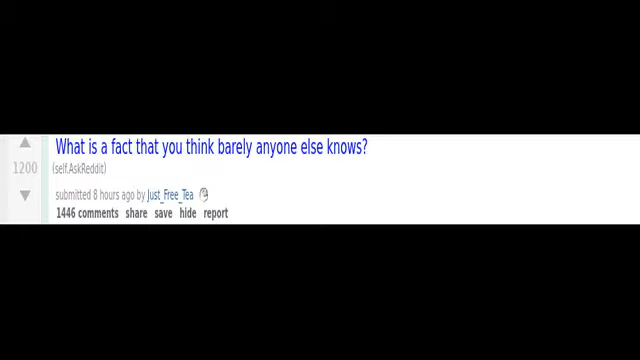 What is a fact that you think barely anyone else knows?
1200
(self.AskReddit)
submitted 8 hours ago by Just_Free_Tea
1446 comments share save hide report